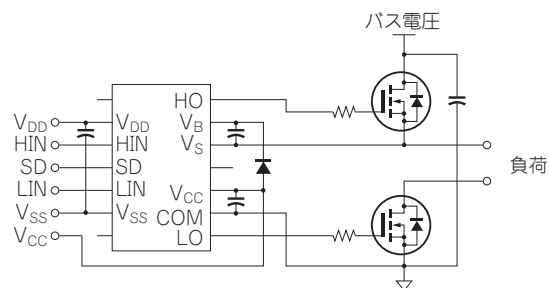 バス電圧
HO
V_DD
V_DD
V_B
HIN
HIN
V_S
SD
SD
負荷
LIN
LIN
V_CC
V_SS
V_SS
COM
V_CC
LO